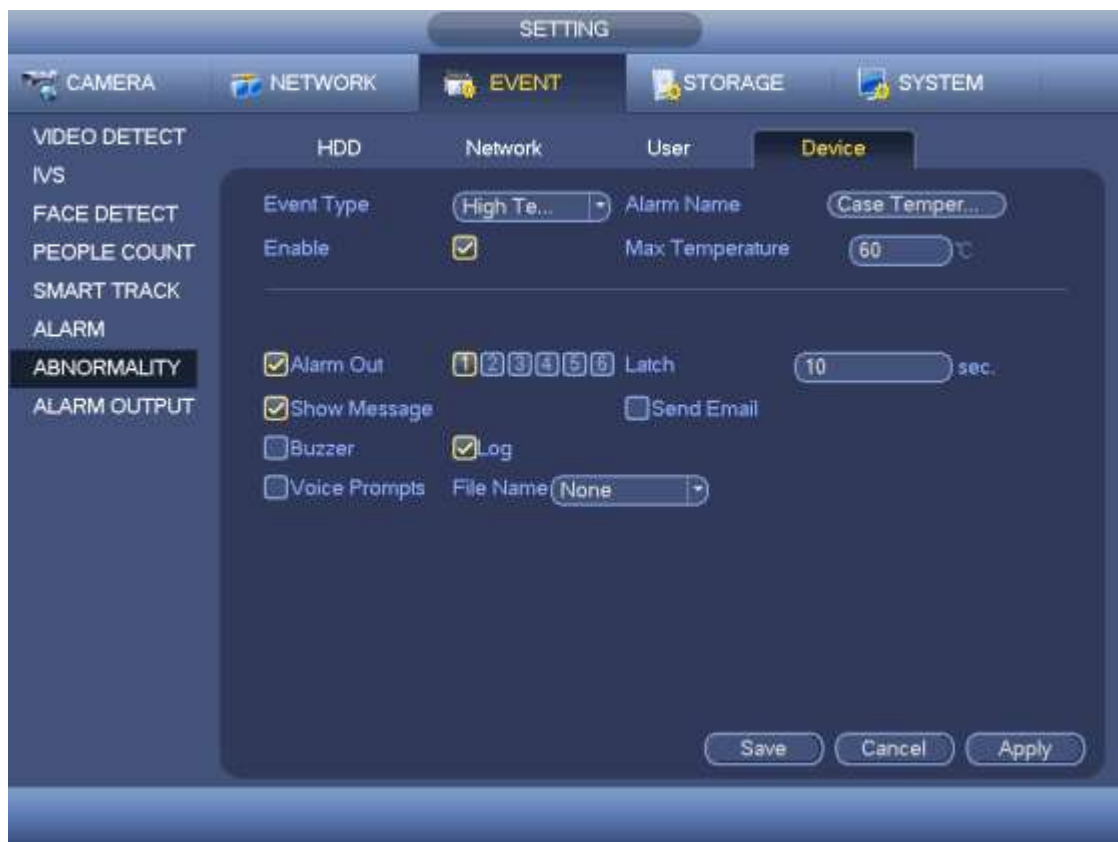 SETTING
CAMERA NETWORK EVENT STORAGE SYSTEM
VIDEO DETECT
IVS
FACE DETECT
PEOPLE COUNT
SMART TRACK
ALARM
ABNORMALITY
ALARM OUTPUT
HDD Network User Device
Event Type High Te... Alarm Name Case Temper...
Enable Max Temperature 60 °C
Alarm Out 1 2 3 4 5 6 Latch 10 sec.
Show Message Send Email
Buzzer Log
Voice Prompts File Name None
Save Cancel Apply